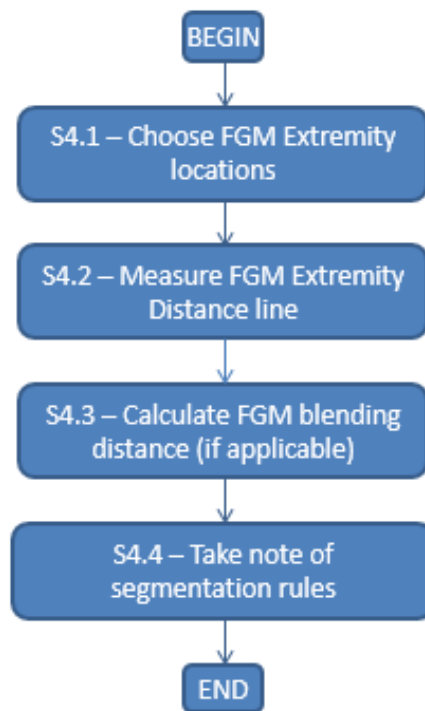 BEGIN
S4.1 – Choose FGM Extremity
locations
S4.2 – Measure FGM Extremity
Distance line
S4.3 – Calculate FGM blending
distance (if applicable)
S4.4 – Take note of
segmentation rules
END